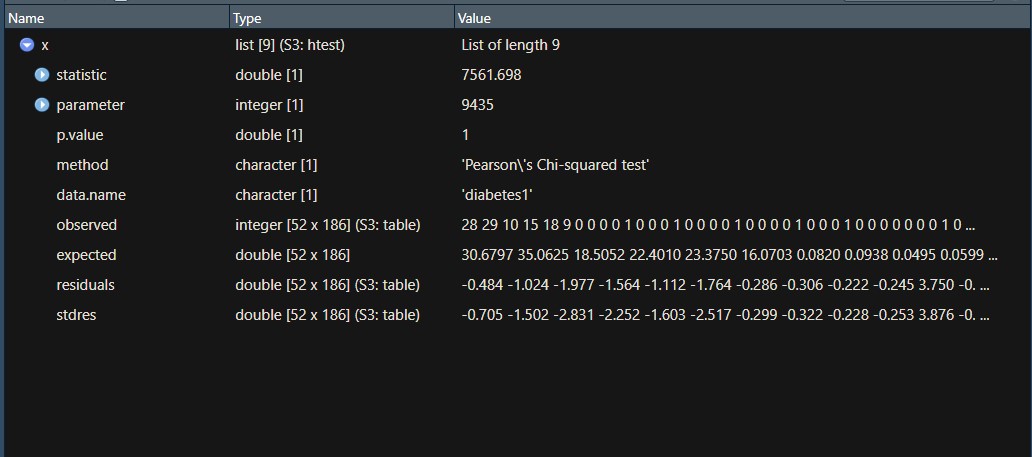 Name Type Value
x list [9] (S3: htest) List of length 9
statistic double [1] 7561.698
parameter integer [1] 9435
p.value double [1] 1
method character [1] 'Pearson\'s Chi-squared test'
data.name character [1] 'diabetes1'
observed integer [52 x 186] (S3: table) 28 29 10 15 18 9 0 0 0 0 1 0 0 0 1 0 0 0 0 1 0 0 0 0 1 0 0 0 1 0 0 0 0 0 0 0 1 0 ...
expected double [52 x 186] 30.6797 35.0625 18.5052 22.4010 23.3750 16.0703 0.0820 0.0938 0.0495 0.0599 ...
residuals double [52 x 186] (S3: table) -0.484 -1.024 -1.977 -1.564 -1.112 -1.764 -0.286 -0.306 -0.222 -0.245 3.750 -0. ...
stdres double [52 x 186] (S3: table) -0.705 -1.502 -2.831 -2.252 -1.603 -2.517 -0.299 -0.322 -0.228 -0.253 3.876 -0. ...